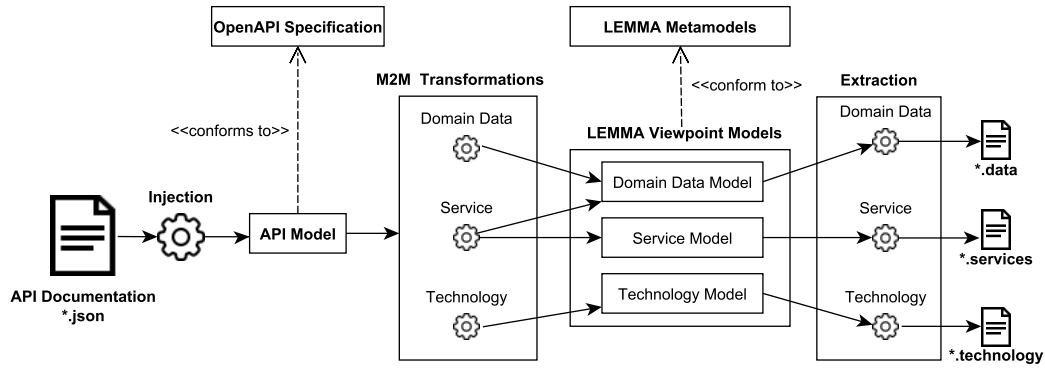 OpenAPI Specification
LEMMA Metamodels
M2M Transformations
<<conform to>>
Extraction
Domain Data
Domain Data
<<conforms to>>
LEMMA Viewpoint Models
*.data
Domain Data Model
Injection
Service
Service
API Model
Service Model
*.services
API Documentation
*.json
Technology
Technology Model
Technology
*.technology